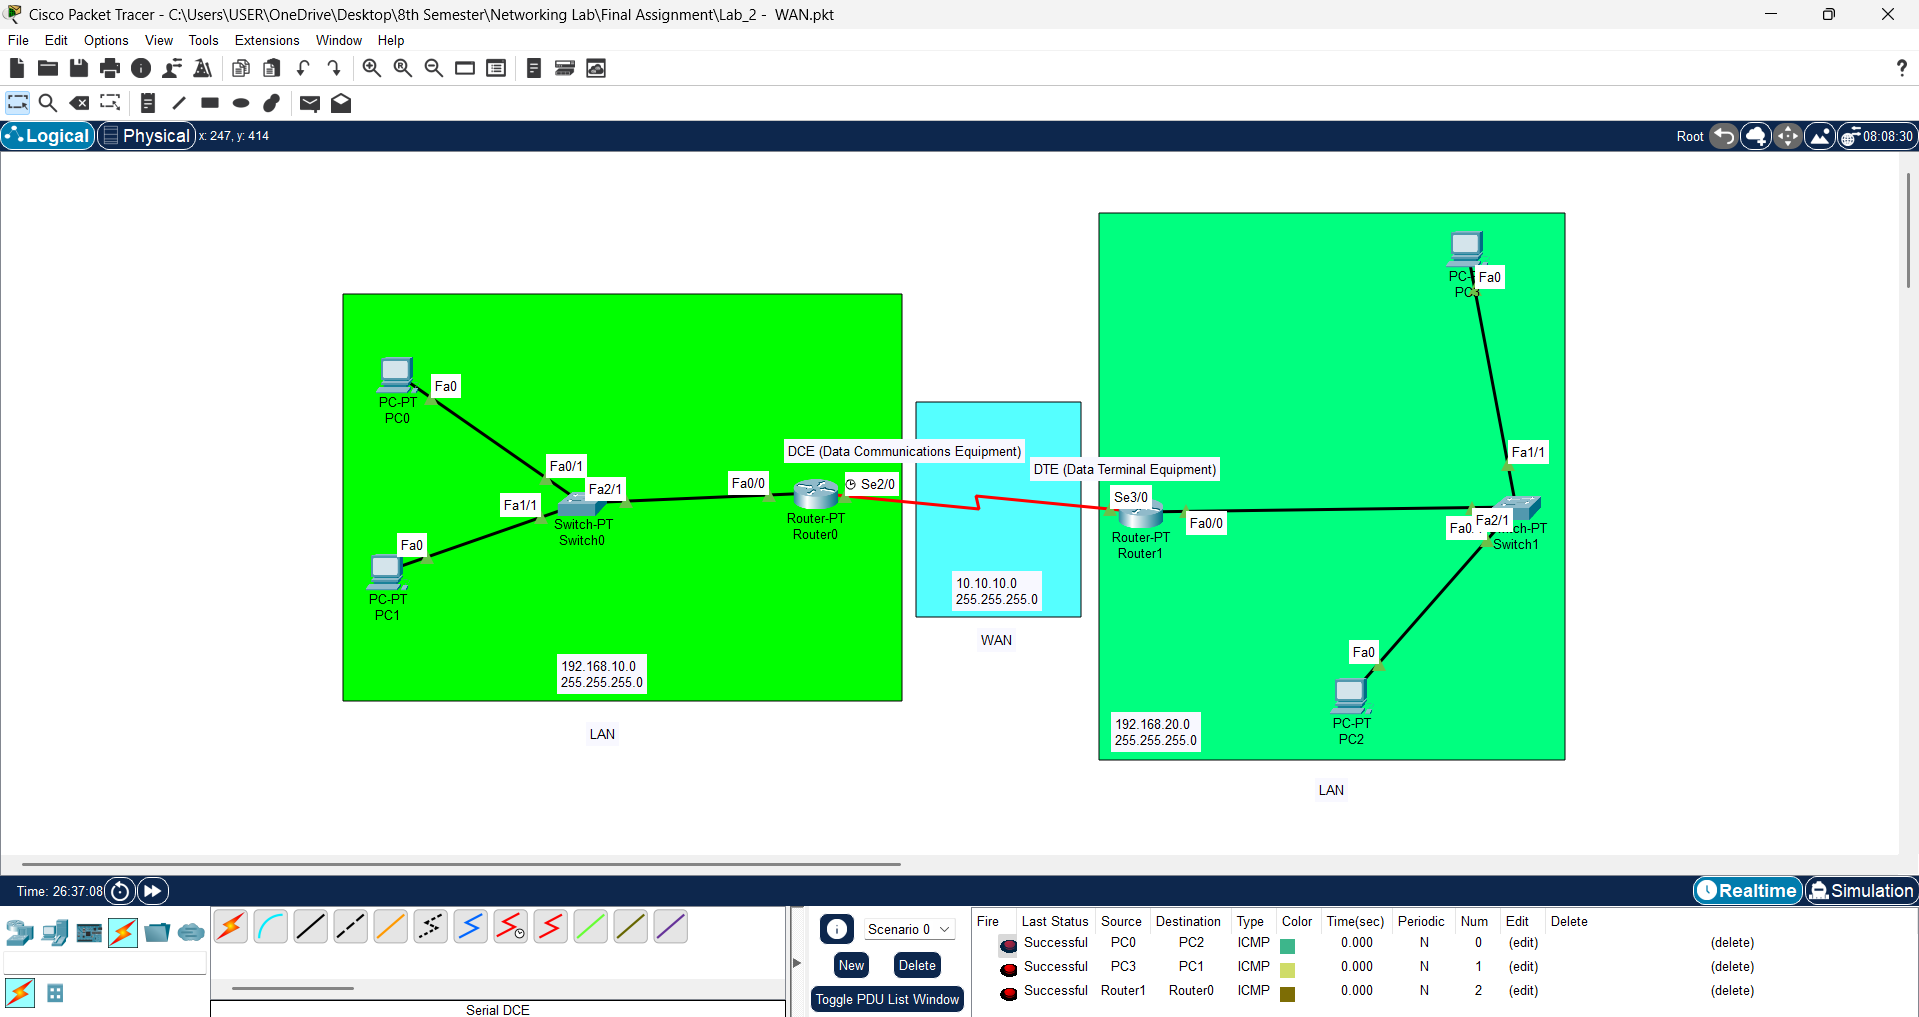 Cisco Packet Tracer - C:\Users\USER\OneDrive\Desktop\8th Semester\Networking Lab\Final Assignment\Lab_2 - WAN.pkt
File Edit Options View Tools Extensions Window Help
?
Logical Physical x: 247, y: 414 Root 08:08:30
PC-
PC3
Fa0
PC-PT
PC0
Fa0
Fa0/1
Fa2/1
Fa1/1
Switch-PT
Switch0
Fa0
PC-PT
PC1
Fa0/0
DCE (Data Communications Equipment)
Se2/0
Router-PT
Router0
DTE (Data Terminal Equipment)
Se3/0
Fa0/0
Router-PT
Router1
Fa1/1
Fa2/1
Fa0
ch-PT
Switch1
10.10.10.0
255.255.255.0
WAN
192.168.10.0
255.255.255.0
LAN
Fa0
PC-PT
PC2
192.168.20.0
255.255.255.0
LAN
Time: 26:37:08 Realtime Simulation
Scenario 0
New Delete
Toggle PDU List Window
Serial DCE
Fire Last Status Source Destination Type Color Time(sec) Periodic Num Edit Delete
Successful PC0 PC2 ICMP 0.000 N 0 (edit) (delete)
Successful PC3 PC1 ICMP 0.000 N 1 (edit) (delete)
Successful Router1 Router0 ICMP 0.000 N 2 (edit) (delete)